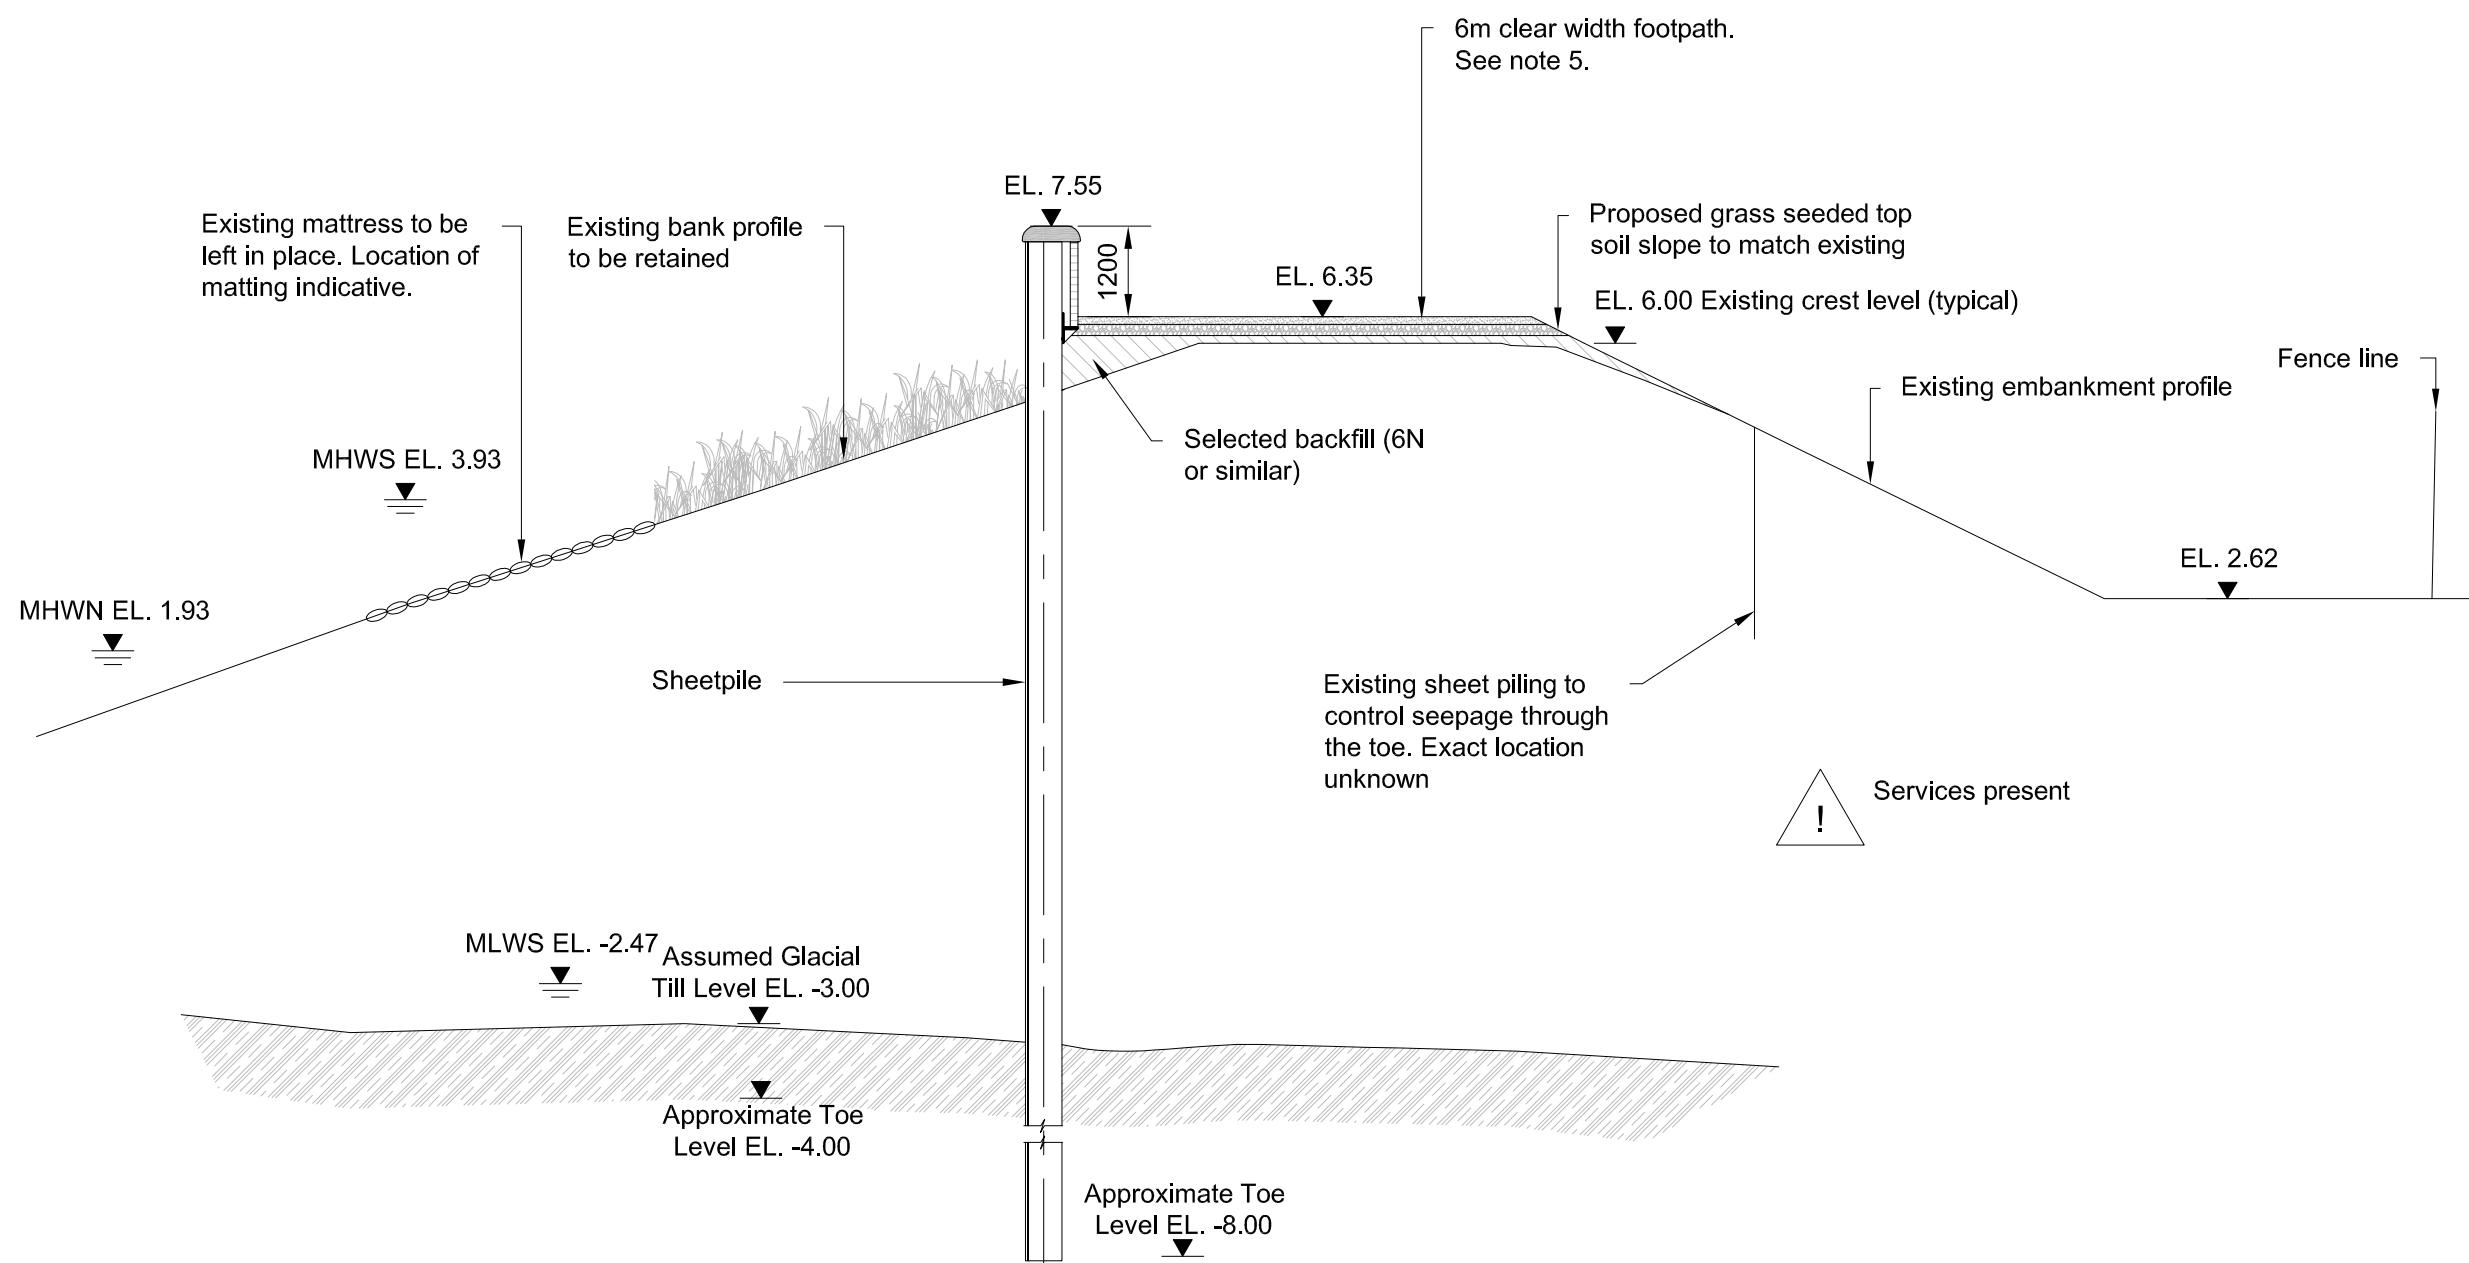 6m clear width footpath.
See note 5.
EL. 7.55
Existing mattress to be
left in place. Location of
matting indicative.
Existing bank profile
to be retained
1200
EL. 6.35
Proposed grass seeded top
soil slope to match existing
EL. 6.00 Existing crest level (typical)
Fence line
Existing embankment profile
Selected backfill (6N
or similar)
MHWS EL. 3.93
EL. 2.62
MHWN EL. 1.93
Sheetpile
Existing sheet piling to
control seepage through
the toe. Exact location
unknown
!
Services present
MLWS EL. -2.47
Assumed Glacial
Till Level EL. -3.00
Approximate Toe
Level EL. -4.00
Approximate Toe
Level EL. -8.00